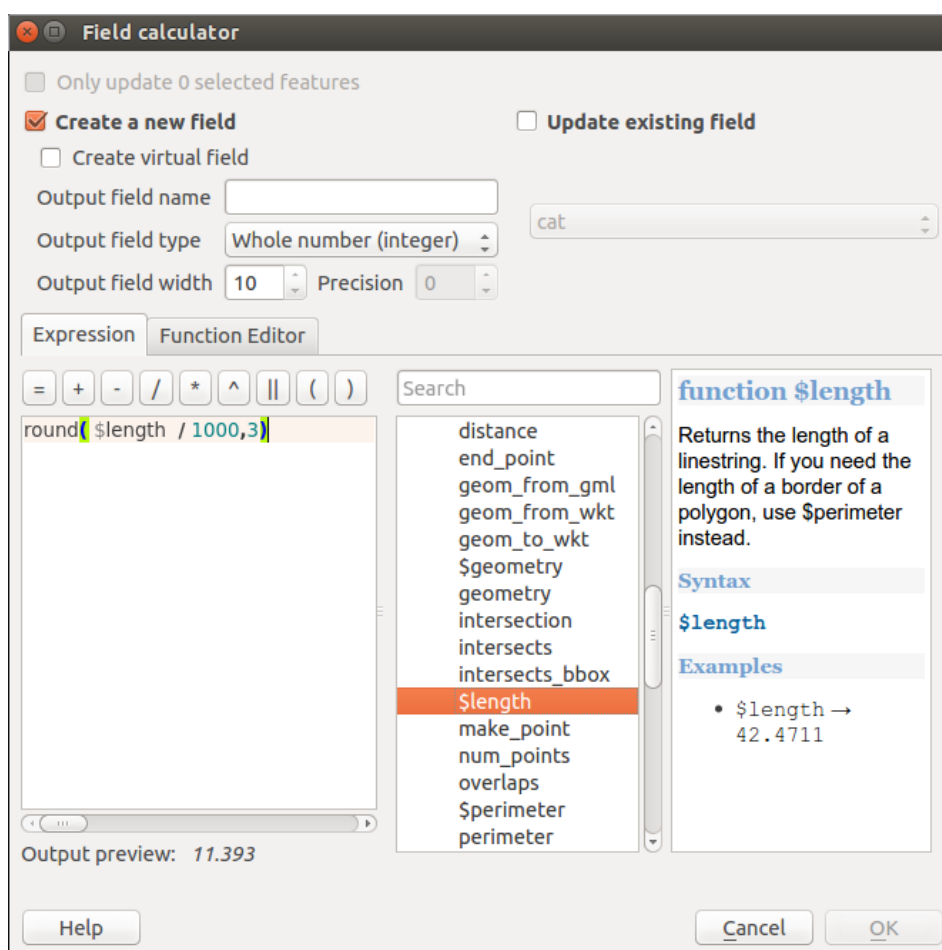 Field calculator
Only update 0 selected features
Create a new field
Update existing field
Create virtual field
Output field name
cat
Output field type Whole number (integer)
Output field width 10 Precision 0
Expression Function Editor
= + - / * ^ || ( )
Search
round( $length / 1000,3)
distance
end_point
geom_from_gml
geom_from_wkt
geom_to_wkt
$geometry
geometry
intersection
intersects
intersects_bbox
$length
make_point
num_points
overlaps
$perimeter
perimeter
function $length
Returns the length of a
linestring. If you need the
length of a border of a
polygon, use $perimeter
instead.
Syntax
$length
Examples
• $length →
42.4711
Output preview: 11.393
Help
Cancel
OK